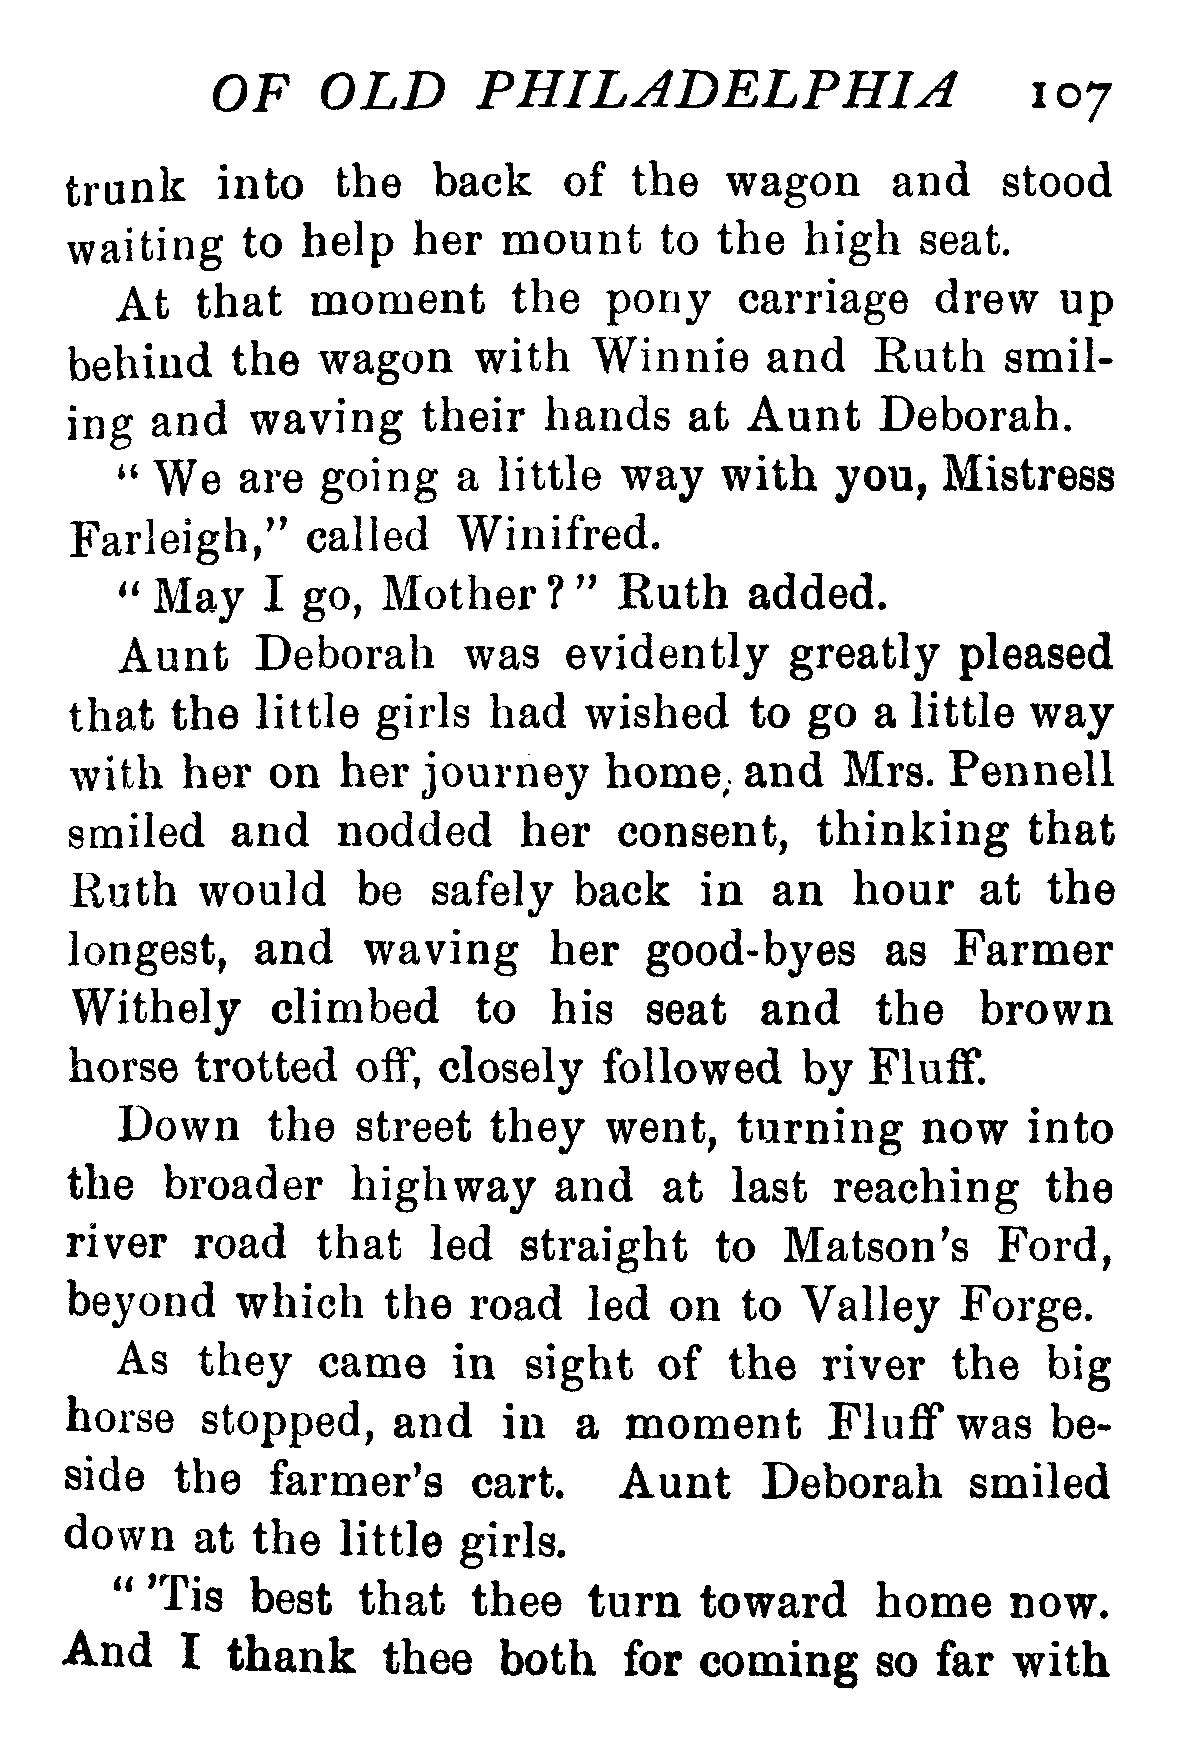 OF OLD PHILADELPHIA 107
trunk into the back of the wagon and stood
waiting to help her mount to the high seat.
At that moment the pony carriage drew up
behind the wagon with Winnie and Ruth smil-
ing and waving their hands at Aunt Deborah.
“ We are going a little way with you, Mistress
Farleigh,” called Winifred.
“ May I go, Mother ? ” Ruth added.
Aunt Deborah was evidently greatly pleased
that the little girls had wished to go a little way
with her on her journey home, and Mrs. Pennell
smiled and nodded her consent, thinking that
Ruth would be safely back in an hour at the
longest, and waving her good-byes as Farmer
Withely climbed to his seat and the brown
horse trotted off, closely followed by Fluff.
Down the street they went, turning now into
the broader highway and at last reaching the
river road that led straight to Matson’s Ford,
beyond which the road led on to Valley Forge.
As they came in sight of the river the big
horse stopped, and in a moment Fluff was be-
side the farmer’s cart. Aunt Deborah smiled
down at the little girls.
“ ’Tis best that thee turn toward home now.
And I thank thee both for coming so far with